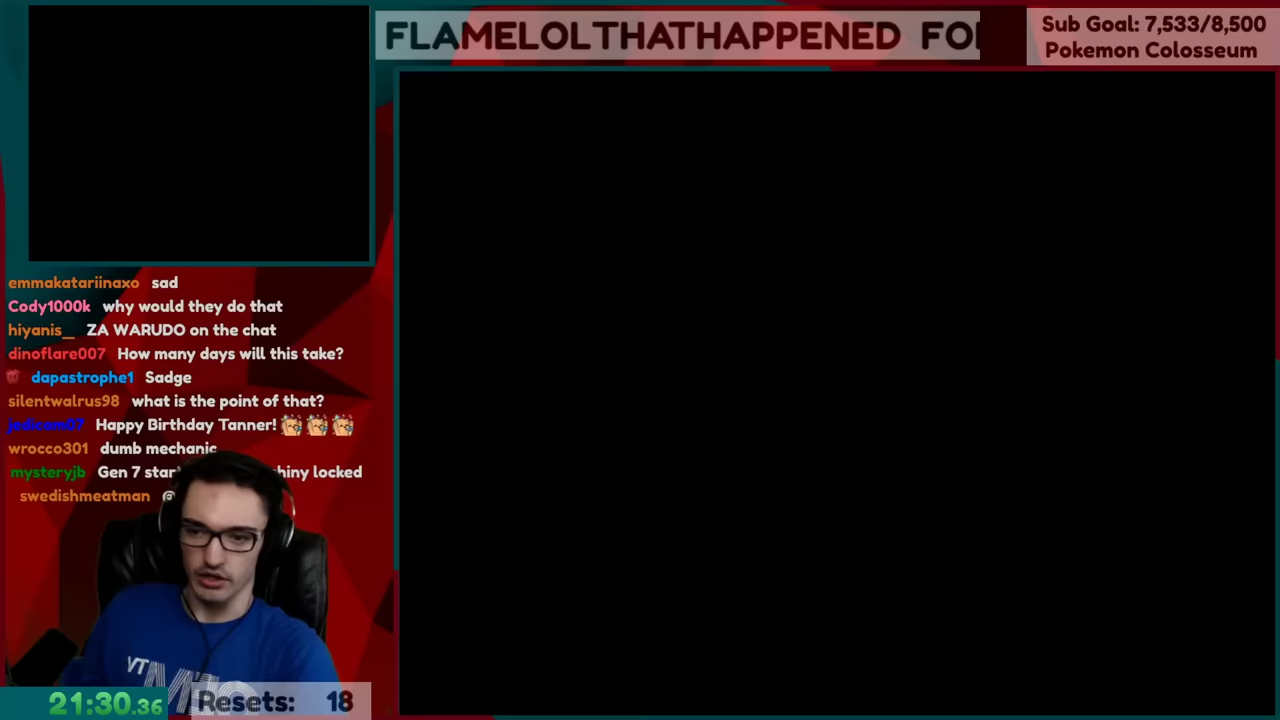 FLAMELOLTHATHAPPENED FO
Sub Goal: 7,533/8,500
Pokemon Colosseum
emmakatariinaxo sad
Cody1000k why would they do that
hiyanis_ ZA WARUDO on the chat
dinoflare007 How many days will this take?
dapastrophe1 Sadge
silentwalrus98 what is the point of that?
jedicam07 Happy Birthday Tanner!
wrocco301 dumb mechanic
mysteryjb Gen 7 star hiny locked
swedishmeatman @
VT
21:30.36
Resets: 18